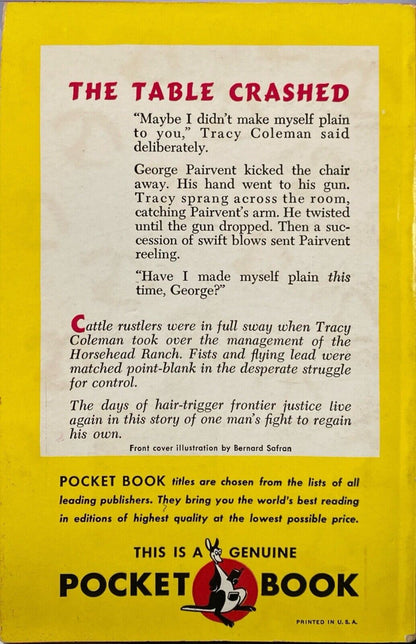 THE TABLE CRASHED
"Maybe I didn't make myself plain
to you," Tracy Coleman said
deliberately.
George Pairvent kicked the chair
away. His hand went to his gun.
Tracy sprang across the room,
catching Pairvent's arm. He twisted
until the gun dropped. Then a suc-
cession of swift blows sent Pairvent
reeling.
"Have I made myself plain this
time, George?"
Cattle rustlers were in full sway when Tracy
Coleman took over the management of the
Horsehead Ranch. Fists and flying lead were
matched point-blank in the desperate struggle
for control.
The days of hair-trigger frontier justice live
again in this story of one man's fight to regain
his own.
Front cover illustration by Bernard Safran
POCKET BOOK titles are chosen from the lists of all
leading publishers. They bring you the world's best reading
in editions of highest quality at the lowest possible price.
THIS IS A GENUINE
POCKET BOOK
PRINTED IN U. S. A.